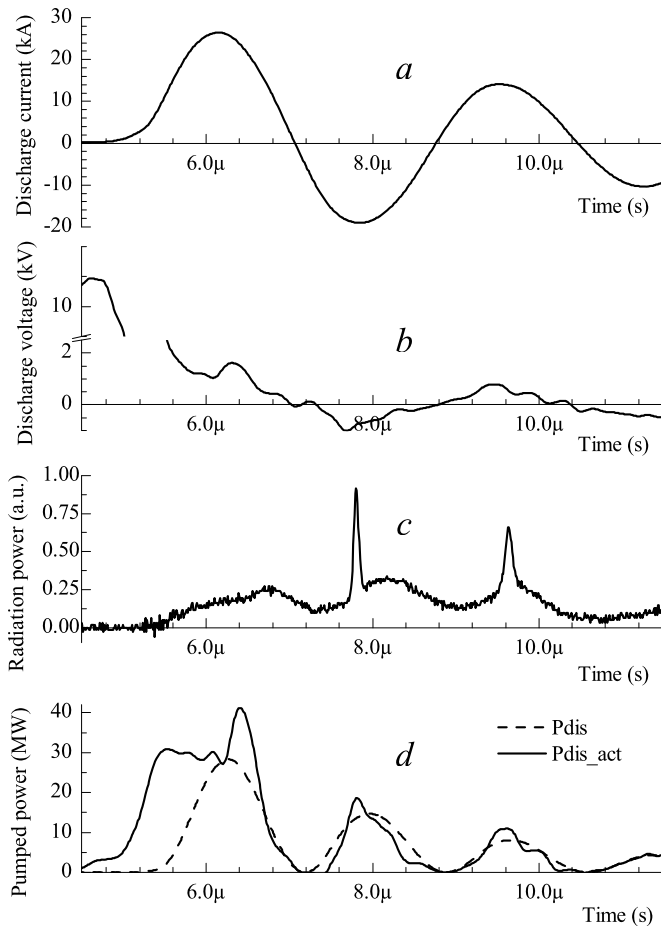 Discharge current (kA)
30
20
10
0
-10
-20
a
6.0µ
8.0µ
10.0µ
Time (s)
Discharge voltage (kV)
10
2
0
b
6.0µ
8.0µ
10.0µ
Time (s)
Radiation power (a.u.)
1.00
0.75
0.50
0.25
0.00
c
6.0µ
8.0µ
10.0µ
Time (s)
Pumped power (MW)
40
30
20
10
0
d
Pdis
Pdis_act
6.0µ
8.0µ
10.0µ
Time (s)